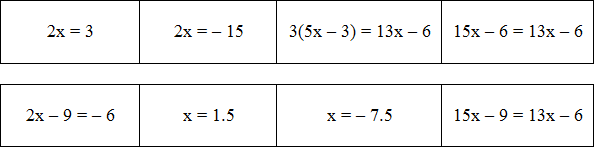 2x = 3 2x = – 15 3(5x – 3) = 13x – 6 15x – 6 = 13x – 6
2x – 9 = – 6 x = 1.5 x = – 7.5 15x – 9 = 13x – 6